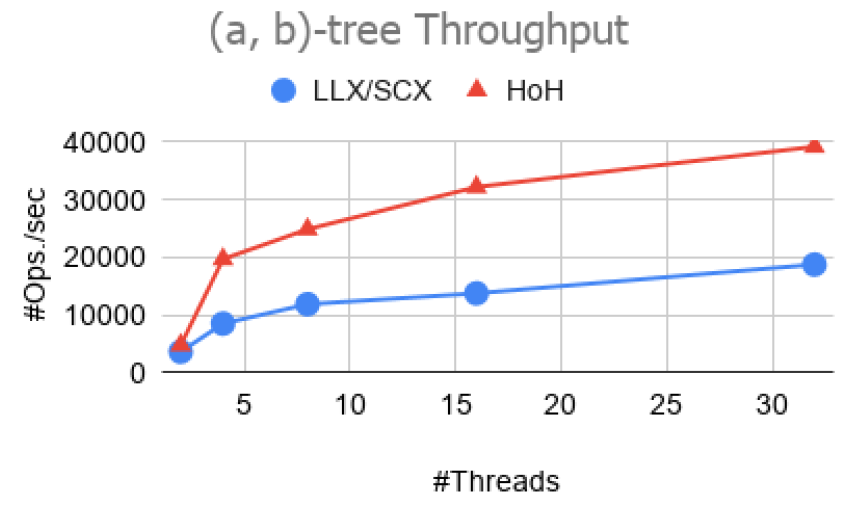 (a, b)-tree Throughput
LLX/SCX HoH
40000
30000
20000
10000
0
#Ops./sec
5 10 15 20 25 30
#Threads